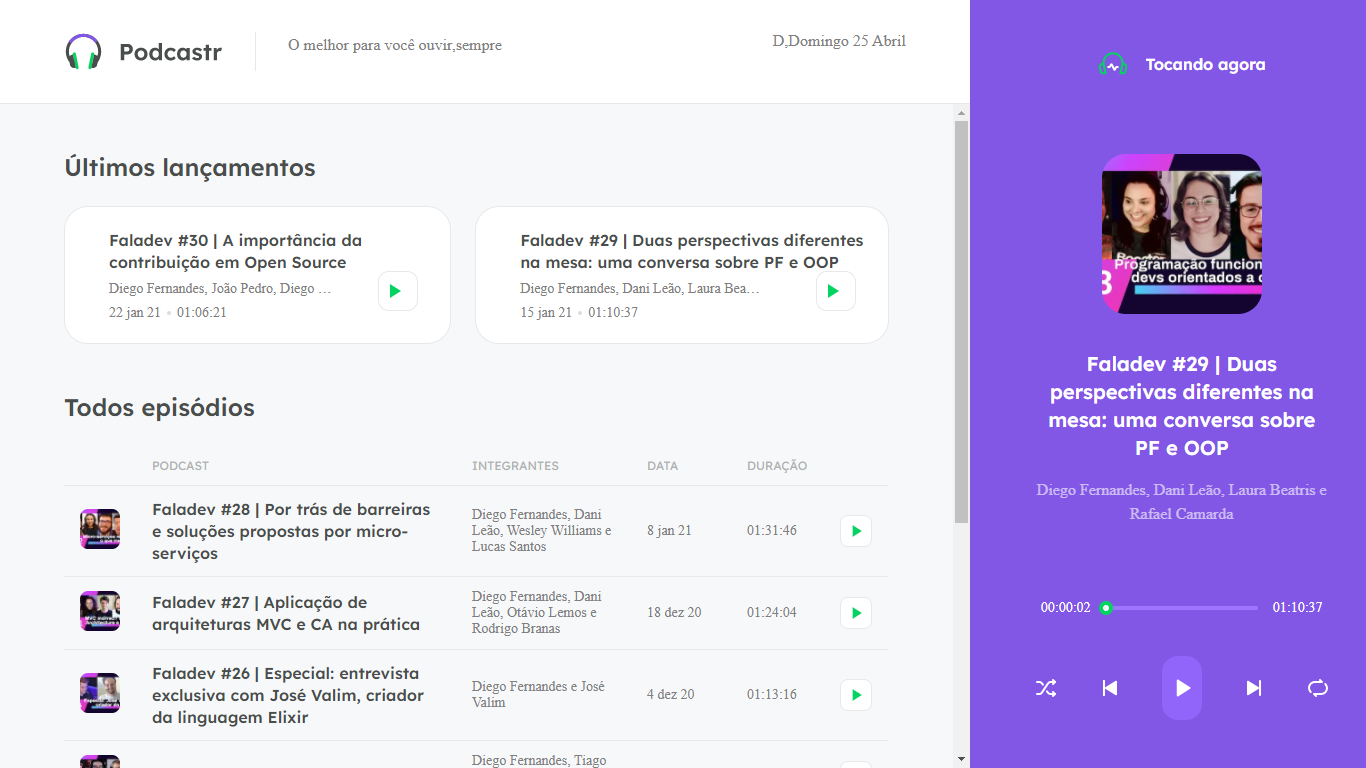 Podcastr
O melhor para você ouvir,sempre
D,Domingo 25 Abril
Últimos lançamentos
Faladev #30 | A importância da
contribuição em Open Source
Diego Fernandes, João Pedro, Diego …
22 jan 21 • 01:06:21
Faladev #29 | Duas perspectivas diferentes
na mesa: uma conversa sobre PF e OOP
Diego Fernandes, Dani Leão, Laura Bea…
15 jan 21 • 01:10:37
Todos episódios
PODCAST INTEGRANTES DATA DURAÇÃO
Faladev #28 | Por trás de barreiras
e soluções propostas por micro-
serviços
Diego Fernandes, Dani
Leão, Wesley Williams e
Lucas Santos
8 jan 21
01:31:46
Faladev #27 | Aplicação de
arquiteturas MVC e CA na prática
Diego Fernandes, Dani
Leão, Otávio Lemos e
Rodrigo Branas
18 dez 20
01:24:04
Faladev #26 | Especial: entrevista
exclusiva com José Valim, criador
da linguagem Elixir
Diego Fernandes e José
Valim
4 dez 20
01:13:16
Diego Fernandes, Tiago
Tocando agora
Programação funcion
devs orientados a
Faladev #29 | Duas
perspectivas diferentes na
mesa: uma conversa sobre
PF e OOP
Diego Fernandes, Dani Leão, Laura Beatris e
Rafael Camarda
00:00:02
01:10:37